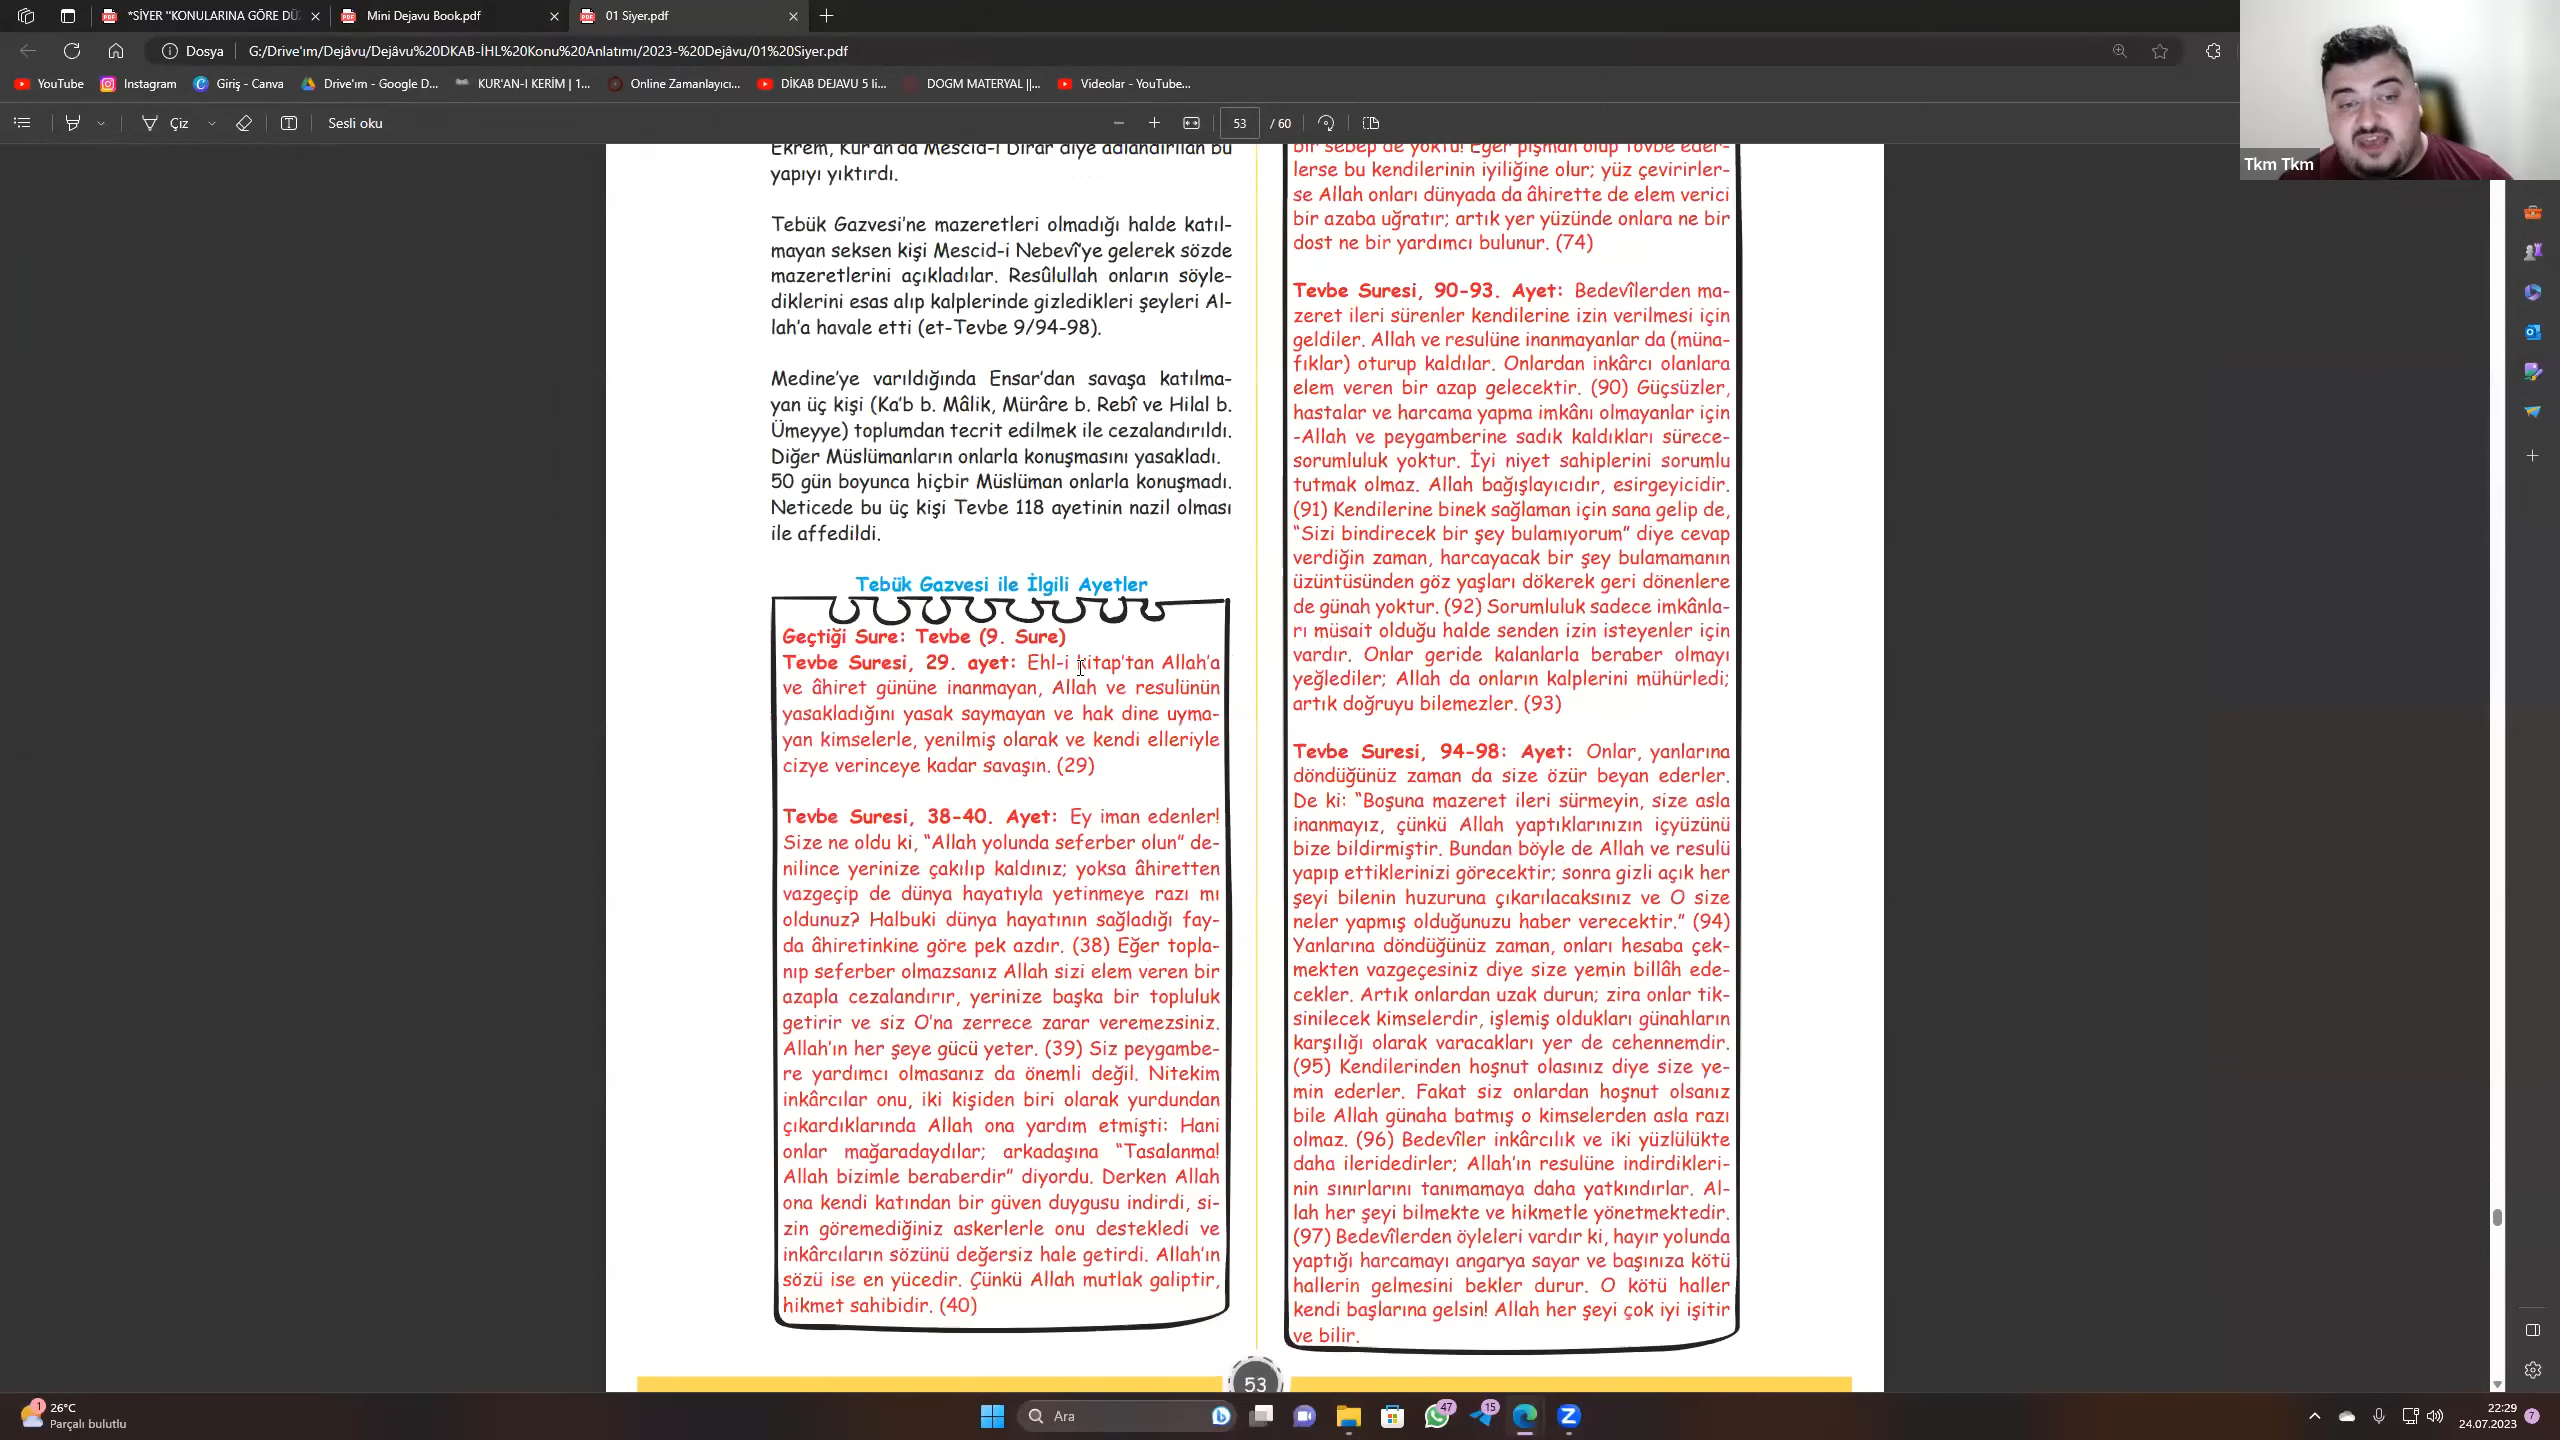 *SİYER "KONULARINA GÖRE DÜ
Mini Dejavu Book.pdf
01 Siyer.pdf
Dosya
G:/Drive'ım/Dejâvu/Dejâvu%20DKAB-İHL%20Konu%20Anlatımı/2023-%20Dejâvu/01%20Siyer.pdf
YouTube
Instagram
Giriş - Canva
Drive'ım - Google D...
KUR'AN-I KERİM | 1...
Online Zamanlayıcı...
DİKAB DEJAVU 5 li...
DOGM MATERYAL ||...
Videolar - YouTube...
Çiz
Sesli oku
53
/ 60
Tkm Tkm
Ekrem, Kur'an'da Mescid-i Dırar diye adlandırılan bu
yapıyı yıktırdı.
Tebük Gazvesi'ne mazeretleri olmadığı halde katıl-
mayan seksen kişi Mescid-i Nebevî'ye gelerek sözde
mazeretlerini açıkladılar. Resûlullah onların söyle-
diklerini esas alıp kalplerinde gizledikleri şeyleri Al-
lah'a havale etti (et-Tevbe 9/94-98).
Medine'ye varıldığında Ensar'dan savaşa katılma-
yan üç kişi (Ka'b b. Mâlik, Mürâre b. Rebî ve Hilal b.
Ümeyye) toplumdan tecrit edilmek ile cezalandırıldı.
Diğer Müslümanların onlarla konuşmasını yasakladı.
50 gün boyunca hiçbir Müslüman onlarla konuşmadı.
Neticede bu üç kişi Tevbe 118 ayetinin nazil olması
ile affedildi.
Tebük Gazvesi ile İlgili Ayetler
Geçtiği Sure: Tevbe (9. Sure)
Tevbe Suresi, 29. ayet: Ehl-i kitap'tan Allah'a
ve âhiret gününe inanmayan, Allah ve resulünün
yasakladığını yasak saymayan ve hak dine uyma-
yan kimselerle, yenilmiş olarak ve kendi elleriyle
cizye verinceye kadar savaşın. (29)
Tevbe Suresi, 38-40. Ayet: Ey iman edenler!
Size ne oldu ki, “Allah yolunda seferber olun” de-
nilince yerinize çakılıp kaldınız; yoksa âhiretten
vazgeçip de dünya hayatıyla yetinmeye razı mı
oldunuz? Halbuki dünya hayatının sağladığı fay-
da âhiretinkine göre pek azdır. (38) Eğer topla-
nıp seferber olmazsanız Allah sizi elem veren bir
azapla cezalandırır, yerinize başka bir topluluk
getirir ve siz O'na zerrece zarar veremezsiniz.
Allah'ın her şeye gücü yeter. (39) Siz peygambe-
re yardımcı olmasanız da önemli değil. Nitekim
inkârcılar onu, iki kişiden biri olarak yurdundan
çıkardıklarında Allah ona yardım etmişti: Hani
onlar mağaradaydılar; arkadaşına “Tasalanma!
Allah bizimle beraberdir” diyordu. Derken Allah
ona kendi katından bir güven duygusu indirdi, si-
zin göremediğiniz askerlerle onu destekledi ve
inkârcıların sözünü değersiz hale getirdi. Allah'ın
sözü ise en yücedir. Çünkü Allah mutlak galiptir,
hikmet sahibidir. (40)
bir sebep de yoktu! Eğer pişman olup tövbe eder-
lerse bu kendilerinin iyiliğine olur; yüz çevirirler-
se Allah onları dünyada da âhirette de elem verici
bir azaba uğratır; artık yer yüzünde onlara ne bir
dost ne bir yardımcı bulunur. (74)
Tevbe Suresi, 90-93. Ayet: Bedevîlerden ma-
zeret ileri sürenler kendilerine izin verilmesi için
geldiler. Allah ve resulüne inanmayanlar da (müna-
fıklar) oturup kaldılar. Onlardan inkârcı olanlara
elem veren bir azap gelecektir. (90) Güçsüzler,
hastalar ve harcama yapma imkânı olmayanlar için
-Allah ve peygamberine sadık kaldıkları sürece-
sorumluluk yoktur. İyi niyet sahiplerini sorumlu
tutmak olmaz. Allah bağışlayıcıdır, esirgeyicidir.
(91) Kendilerine binek sağlaman için sana gelip de,
“Sizi bindirecek bir şey bulamıyorum” diye cevap
verdiğin zaman, harcayacak bir şey bulamamanın
üzüntüsünden göz yaşları dökerek geri dönenlere
de günah yoktur. (92) Sorumluluk sadece imkânla-
rı müsait olduğu halde senden izin isteyenler için
vardır. Onlar geride kalanlarla beraber olmayı
yeğlediler; Allah da onların kalplerini mühürledi;
artık doğruyu bilemezler. (93)
Tevbe Suresi, 94-98: Ayet: Onlar, yanlarına
döndüğünüz zaman da size özür beyan ederler.
De ki: “Boşuna mazeret ileri sürmeyin, size asla
inanmayız, çünkü Allah yaptıklarınızın içyüzünü
bize bildirmiştir. Bundan böyle de Allah ve resulü
yapıp ettiklerinizi görecektir; sonra gizli açık her
şeyi bilenin huzuruna çıkarılacaksınız ve O size
neler yapmış olduğunuzu haber verecektir.” (94)
Yanlarına döndüğünüz zaman, onları hesaba çek-
mekten vazgeçesiniz diye size yemin billâh ede-
cekler. Artık onlardan uzak durun; zira onlar tik-
sinilecek kimselerdir, işlemiş oldukları günahların
karşılığı olarak varacakları yer de cehennemdir.
(95) Kendilerinden hoşnut olasınız diye size ye-
min ederler. Fakat siz onlardan hoşnut olsanız
bile Allah günaha batmış o kimselerden asla razı
olmaz. (96) Bedevîler inkârcılık ve iki yüzlülükte
daha ileridedirler; Allah'ın resulüne indirdikleri-
nin sınırlarını tanımamaya daha yatkındırlar. Al-
lah her şeyi bilmekte ve hikmetle yönetmektedir.
(97) Bedevîlerden öyleleri vardır ki, hayır yolunda
yaptığı harcamayı angarya sayar ve başınıza kötü
hallerin gelmesini bekler durur. O kötü haller
kendi başlarına gelsin! Allah her şeyi çok iyi işitir
ve bilir.
53
1
26°C
Parçalı bulutlu
Ara
47
15
22:29
24.07.2023
7